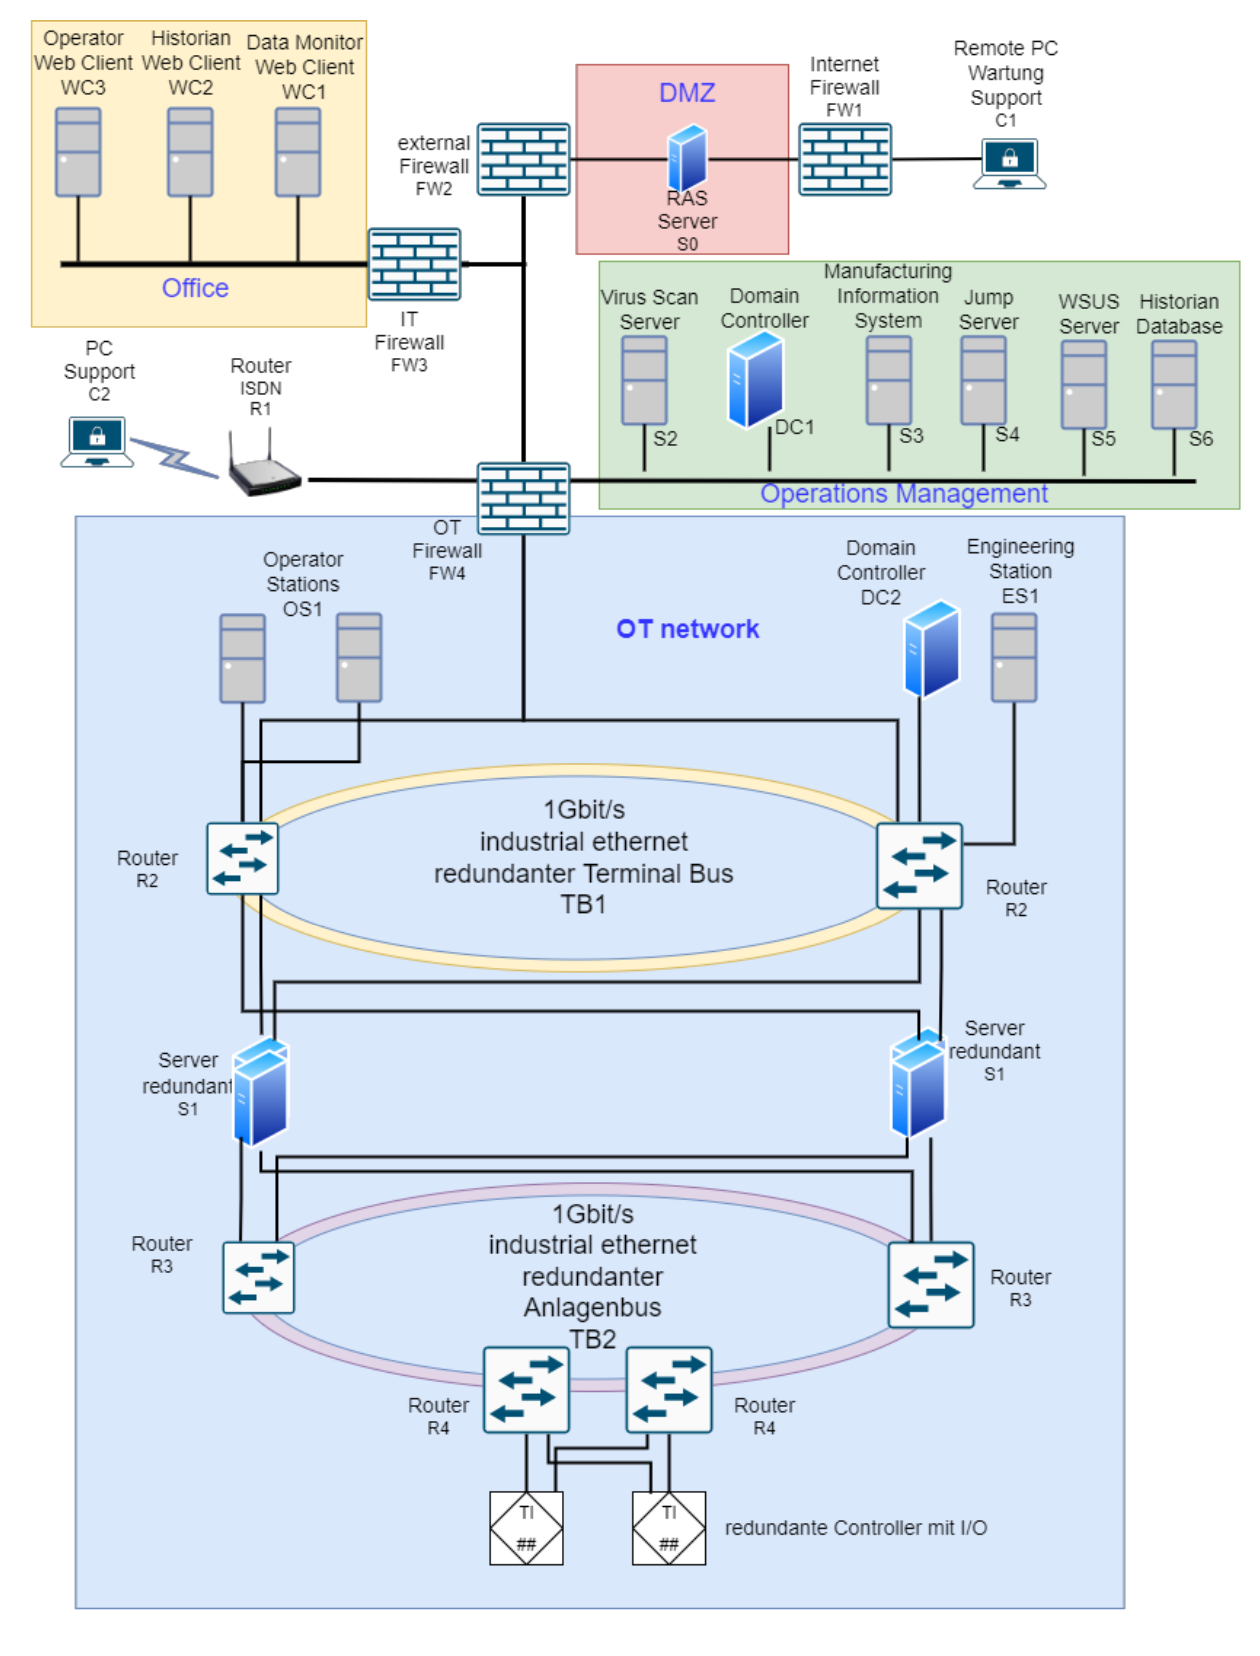 Operator
Web Client
WC3
Historian
Web Client
WC2
Data Monitor
Web Client
WC1
Office
external
Firewall
FW2
DMZ
RAS
Server
S0
Internet
Firewall
FW1
Remote PC
Wartung
Support
C1
IT
Firewall
FW3
PC
Support
C2
Router
ISDN
R1
Virus Scan
Server
S2
Domain
Controller
DC1
Manufacturing
Information
System
S3
Jump
Server
S4
WSUS
Server
S5
Historian
Database
S6
Operations Management
OT
Firewall
FW4
Operator
Stations
OS1
OT network
Domain
Controller
DC2
Engineering
Station
ES1
1Gbit/s
industrial ethernet
redundanter Terminal Bus
TB1
Router
R2
Router
R2
Server
redundant
S1
Server
redundant
S1
1Gbit/s
industrial ethernet
redundanter
Anlagenbus
TB2
Router
R3
Router
R3
Router
R4
Router
R4
TI
##
TI
##
redundante Controller mit I/O